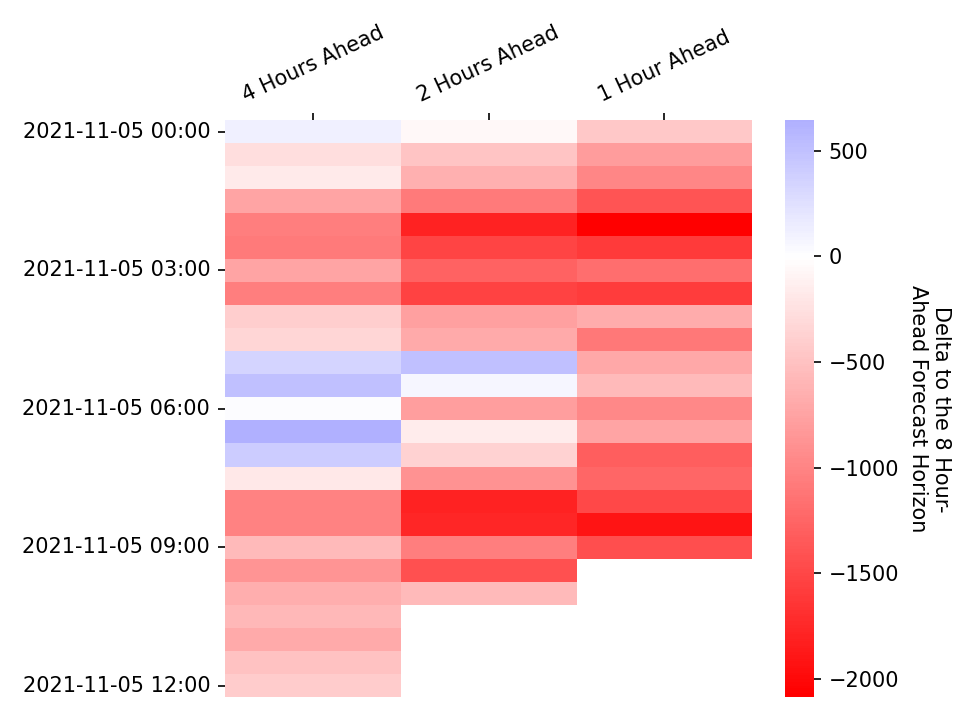 4 Hours Ahead
2 Hours Ahead
1 Hour Ahead
2021-11-05 00:00
2021-11-05 03:00
2021-11-05 06:00
2021-11-05 09:00
2021-11-05 12:00
500
0
−500
−1000
−1500
−2000
Delta to the 8 Hour-
Ahead Forecast Horizon